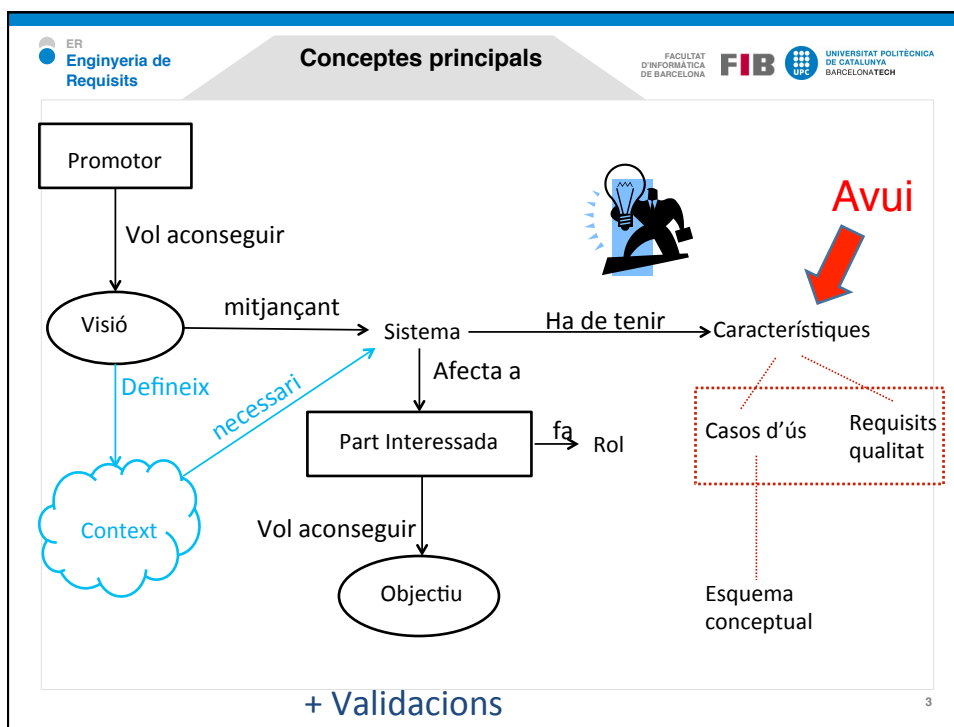 ER
Enginyeria de
Requisits
Conceptes principals
FACULTAT
D'INFORMÀTICA
DE BARCELONA
FIB
UPC
UNIVERSITAT POLITÈCNICA
DE CATALUNYA
BARCELONATECH
Promotor
Avui
Vol aconseguir
Visió
mitjançant
Sistema
Ha de tenir
Característiques
Defineix
necessari
Afecta a
Part Interessada
fa
Rol
Casos d'ús
Requisits
qualitat
Context
Vol aconseguir
Objectiu
Esquema
conceptual
+ Validacions
3